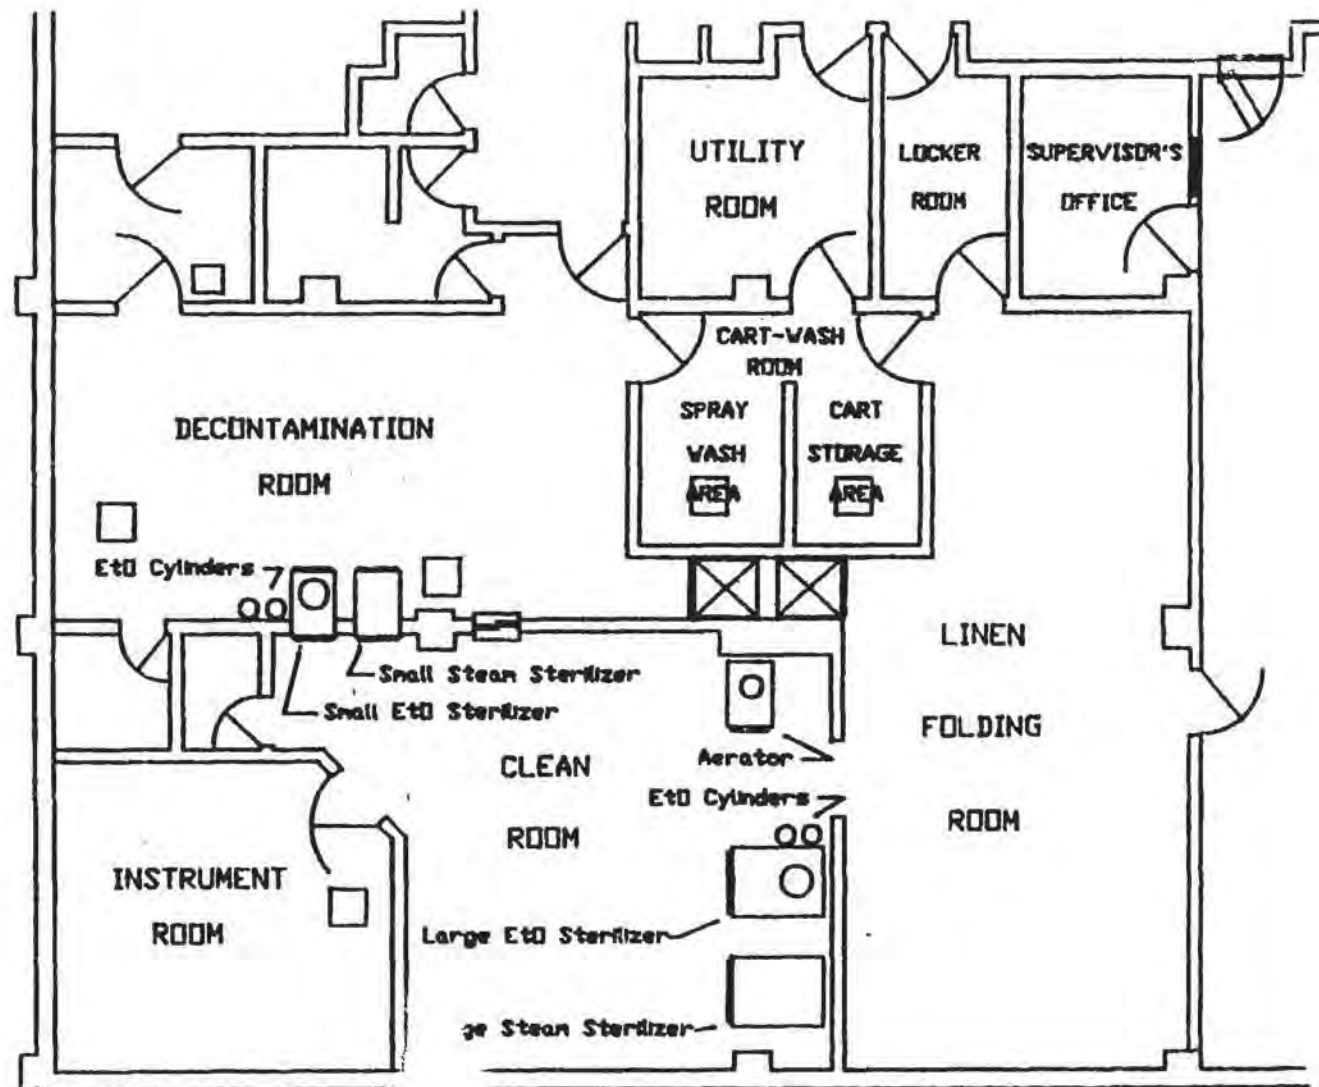 UTILITY
ROOM
LOCKER
ROOM
SUPERVISOR'S
OFFICE
CART-WASH
ROOM
SPRAY
WASH
AREA
CART
STORAGE
AREA
DECONTAMINATION
ROOM
EtO Cylinders
Small Steam Sterilizer
Small EtO Sterilizer
LINEN
FOLDING
ROOM
CLEAN
ROOM
Aerator
EtO Cylinders
INSTRUMENT
ROOM
Large EtO Sterilizer
ge Steam Sterilizer